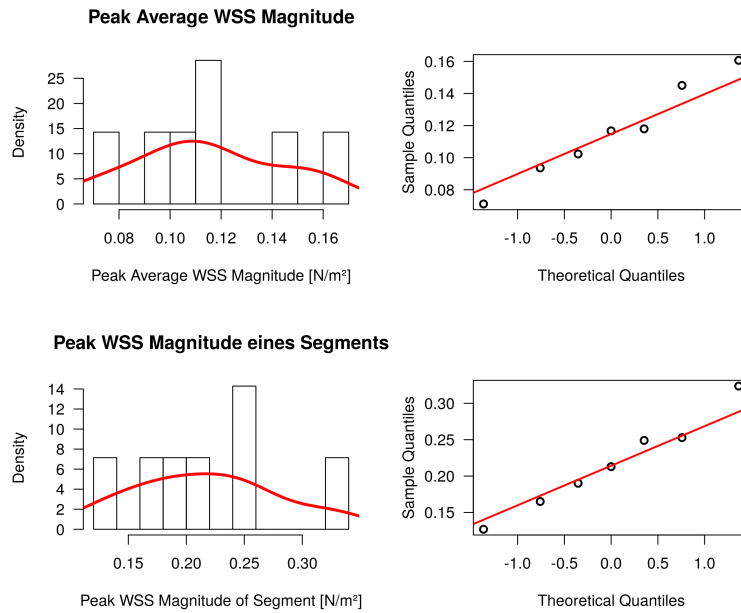 Peak Average WSS Magnitude
Density
0
5
10
15
20
25
0.08 0.10 0.12 0.14 0.16
Peak Average WSS Magnitude [N/m²]
Sample Quantiles
0.16
0.14
0.12
0.10
0.08
-1.0 -0.5 0.0 0.5 1.0
Theoretical Quantiles
Peak WSS Magnitude eines Segments
Density
14
12
10
8
6
4
2
0
0.15 0.20 0.25 0.30
Peak WSS Magnitude of Segment [N/m²]
Sample Quantiles
0.30
0.25
0.20
0.15
-1.0 -0.5 0.0 0.5 1.0
Theoretical Quantiles